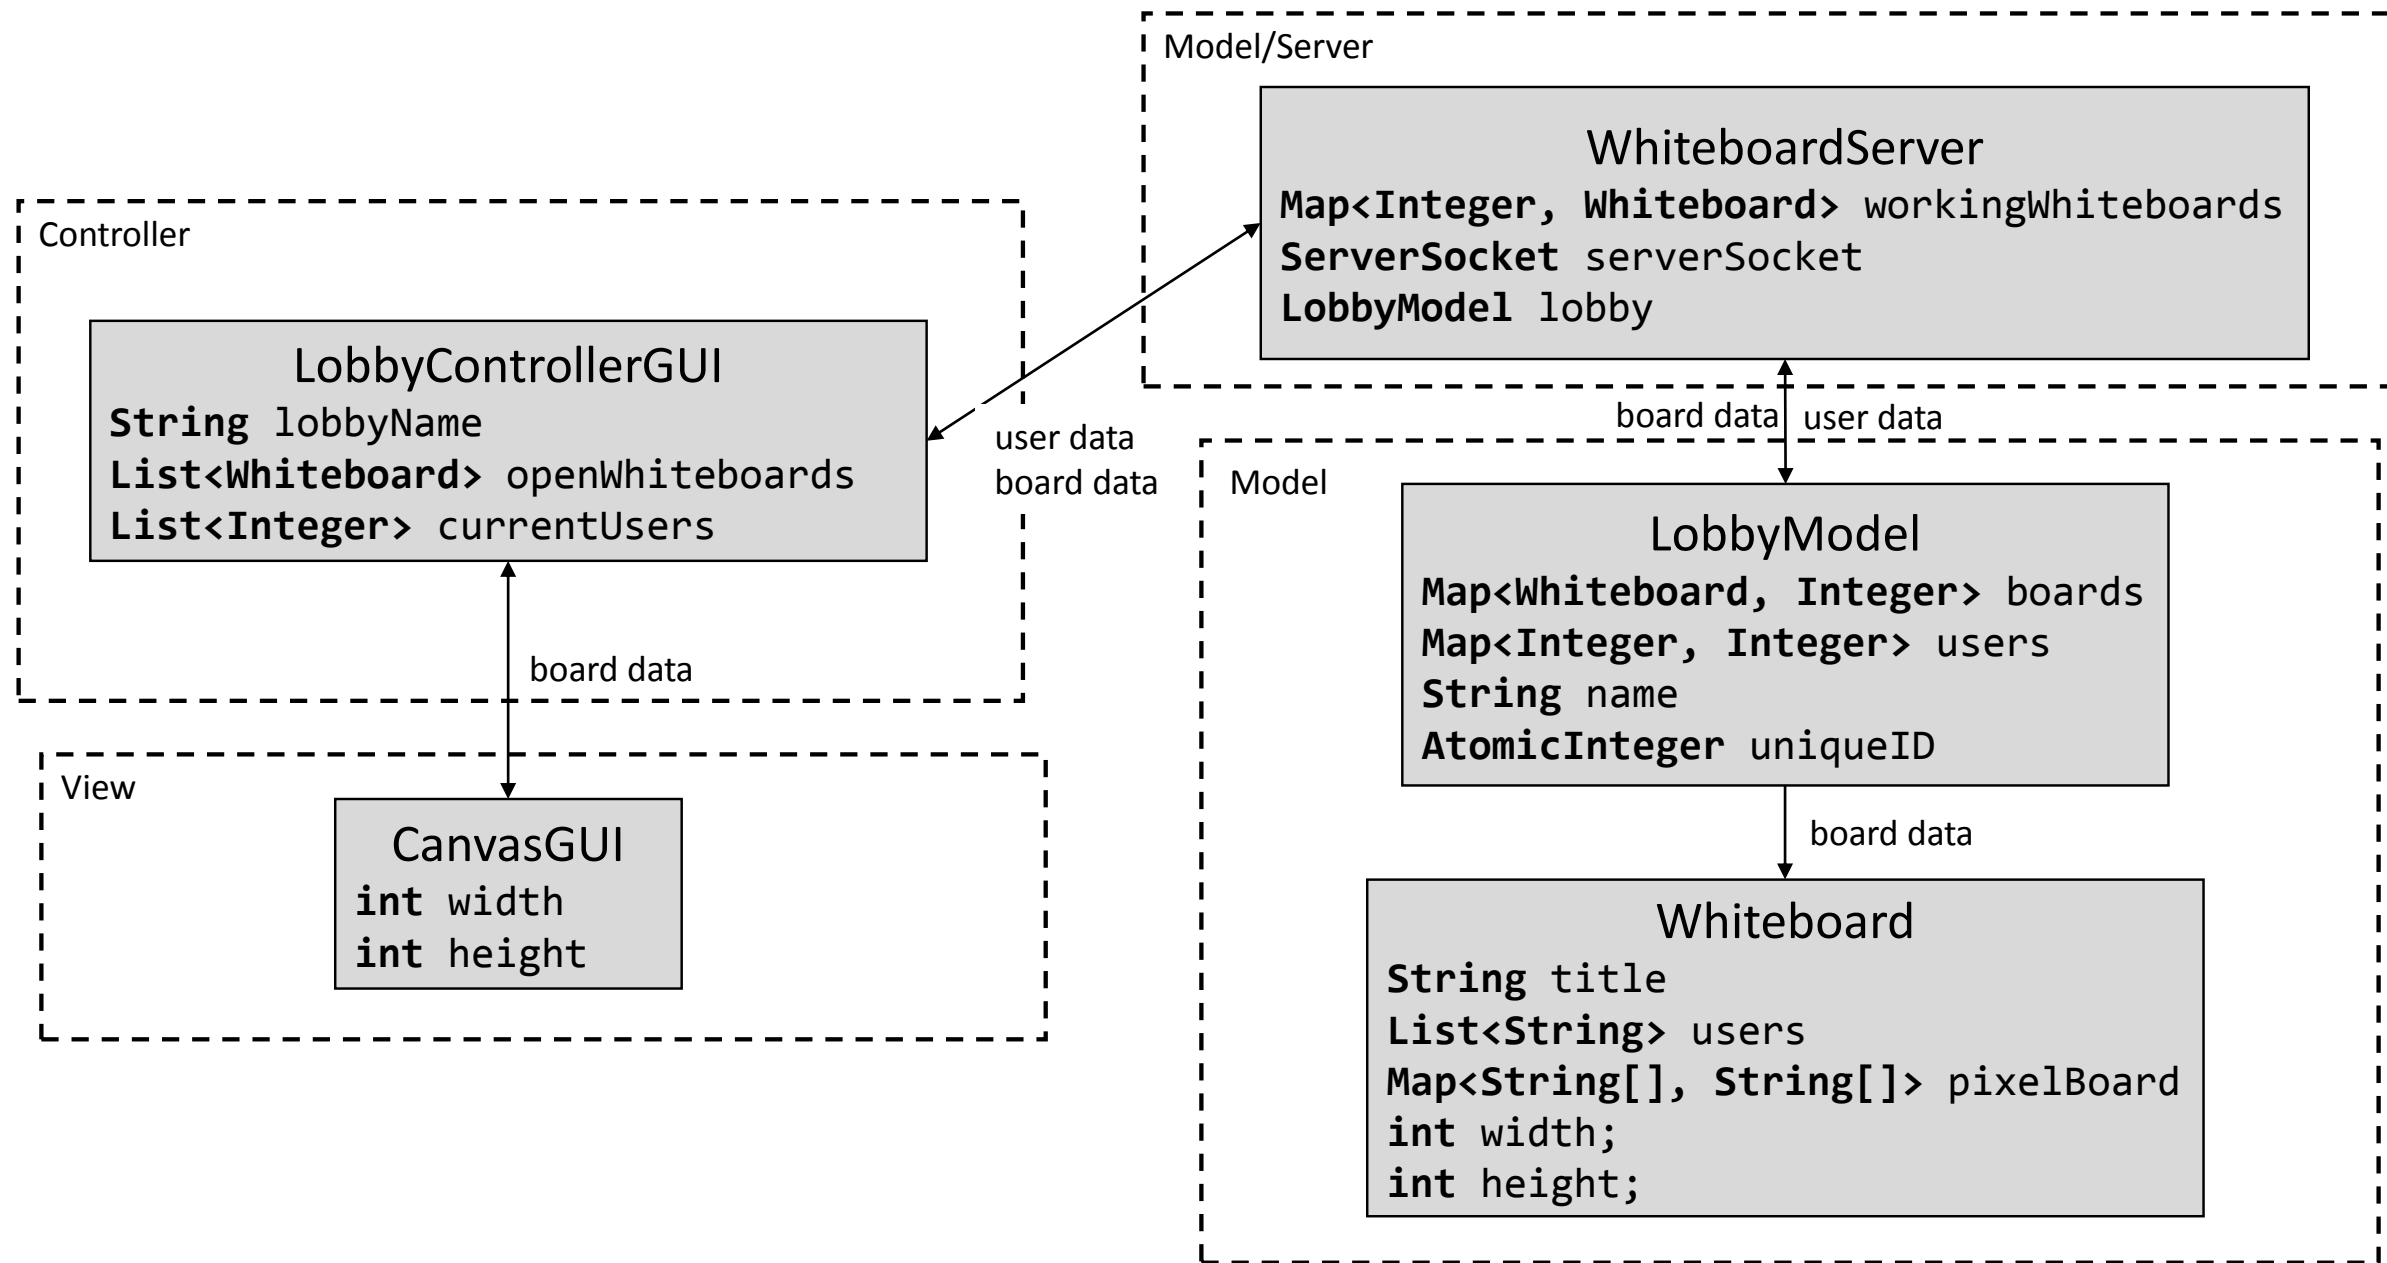 Model/Server
WhiteboardServer
Map<Integer, Whiteboard> workingWhiteboards
ServerSocket serverSocket
LobbyModel lobby
Controller
LobbyControllerGUI
String lobbyName
List<Whiteboard> openWhiteboards
List<Integer> currentUsers
user data
board data
board data
user data
Model
LobbyModel
Map<Whiteboard, Integer> boards
Map<Integer, Integer> users
String name
AtomicInteger uniqueID
board data
View
CanvasGUI
int width
int height
board data
Whiteboard
String title
List<String> users
Map<String[], String[]> pixelBoard
int width;
int height;